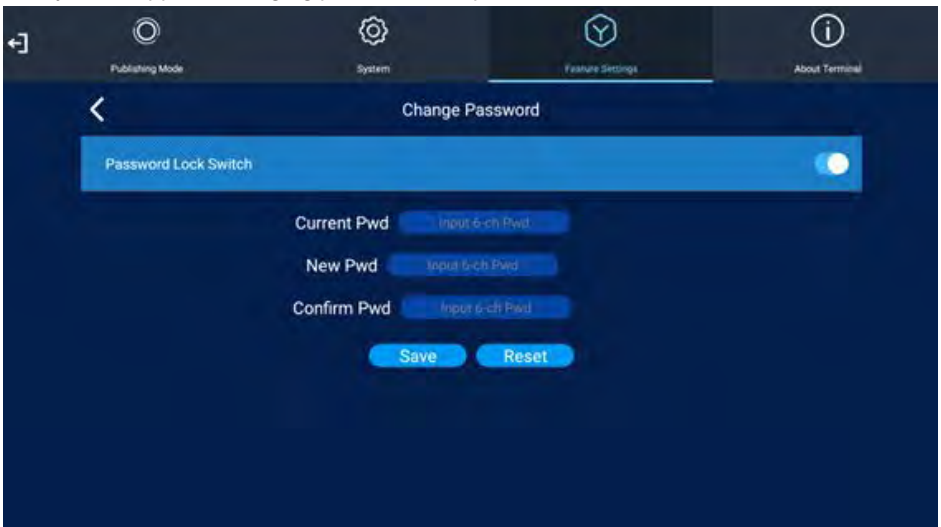 Publishing Mode
System
Feature Settings
About Terminal
Change Password
Password Lock Switch
Current Pwd Input 6-ch Pwd
New Pwd Input 6-ch Pwd
Confirm Pwd Input 6-ch Pwd
Save Reset